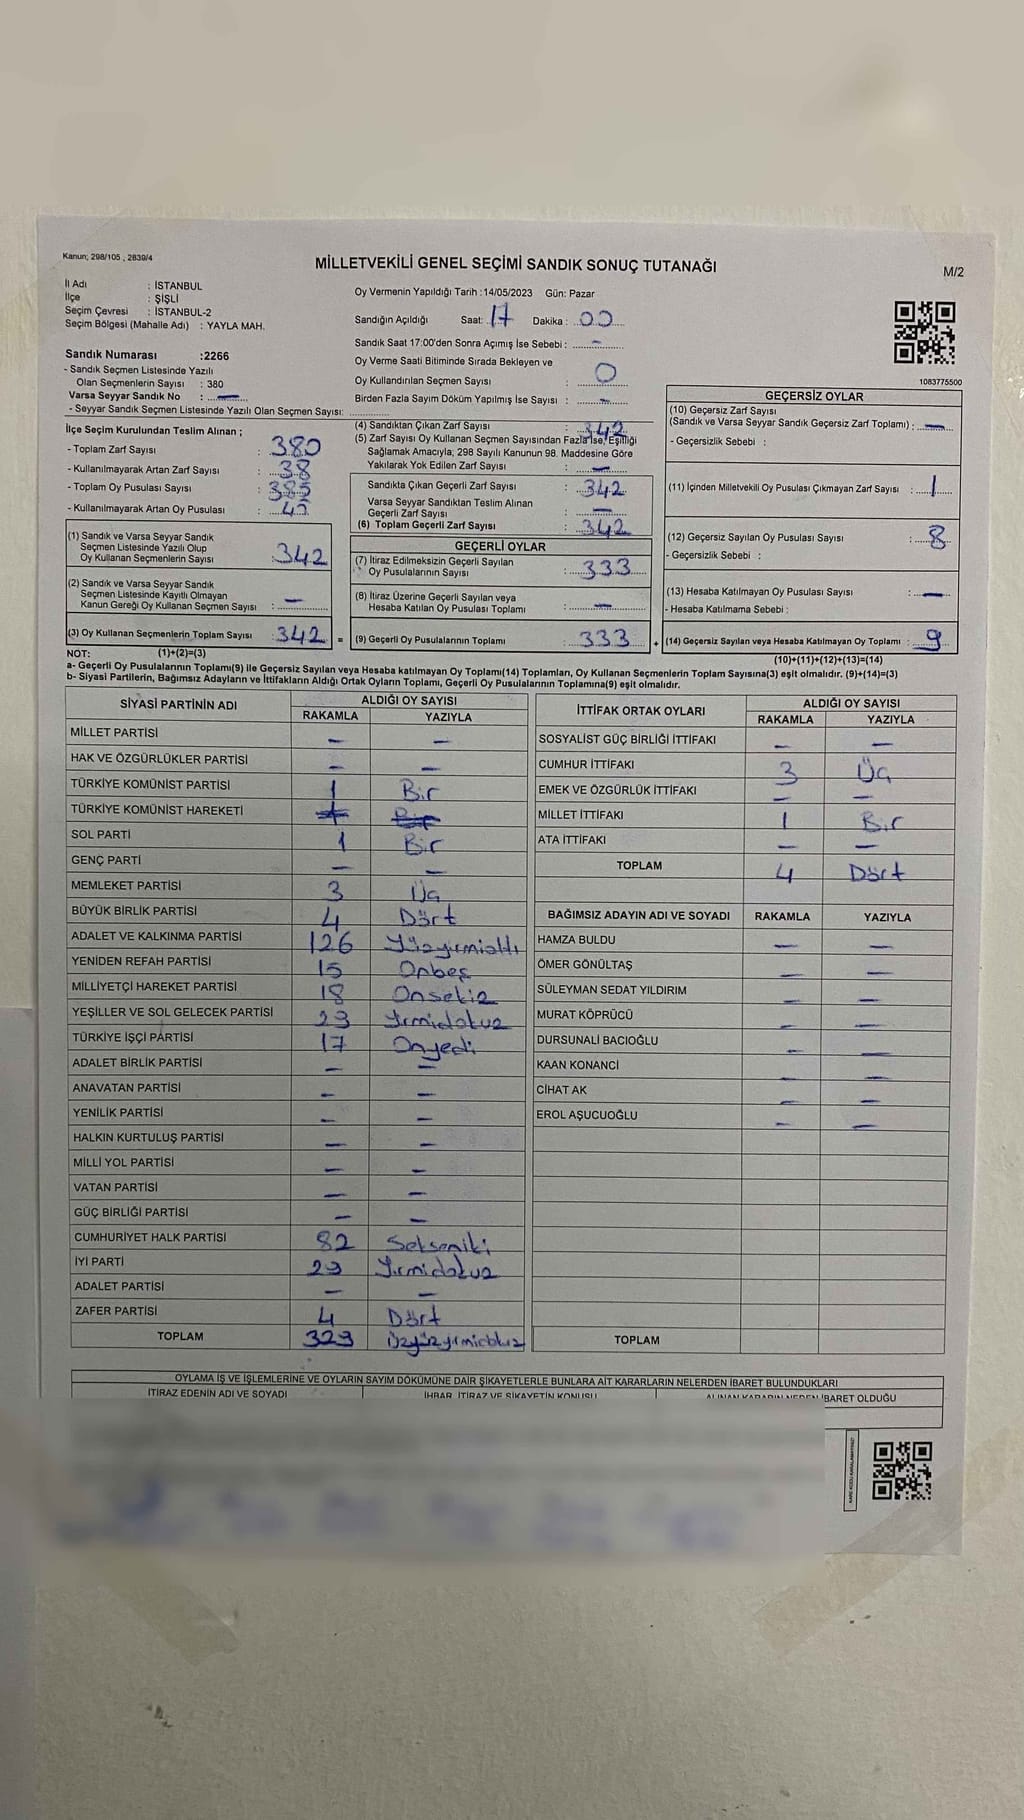 Kanun; 298/105 , 2839/4
MİLLETVEKİLİ GENEL SEÇİMİ SANDIK SONUÇ TUTANAĞI
M/2
İl Adı : İSTANBUL
İlçe : ŞİŞLİ
Seçim Çevresi : İSTANBUL-2
Seçim Bölgesi (Mahalle Adı) : YAYLA MAH.
Sandık Numarası :2266
- Sandık Seçmen Listesinde Yazılı
Olan Seçmenlerin Sayısı : 380
Varsa Seyyar Sandık No : —
- Seyyar Sandık Seçmen Listesinde Yazılı Olan Seçmen Sayısı:
Oy Vermenin Yapıldığı Tarih :14/05/2023 Gün: Pazar
Sandığın Açıldığı Saat: 17 Dakika : 00
Sandık Saat 17:00'den Sonra Açımış İse Sebebi : —
Oy Verme Saati Bitiminde Sırada Bekleyen ve
Oy Kullandırılan Seçmen Sayısı : 0
Birden Fazla Sayım Döküm Yapılmış İse Sayısı : —
1083775500
İlçe Seçim Kurulundan Teslim Alınan ;
- Toplam Zarf Sayısı : 380
- Kullanılmayarak Artan Zarf Sayısı : 38
- Toplam Oy Pusulası Sayısı : 385
- Kullanılmayarak Artan Oy Pusulası :
(1) Sandık ve Varsa Seyyar Sandık
Seçmen Listesinde Yazılı Olup
Oy Kullanan Seçmenlerin Sayısı : 342
(2) Sandık ve Varsa Seyyar Sandık
Seçmen Listesinde Kayıtlı Olmayan
Kanun Gereği Oy Kullanan Seçmen Sayısı : —
(3) Oy Kullanan Seçmenlerin Toplam Sayısı : 342 =
(4) Sandıktan Çıkan Zarf Sayısı : 342
(5) Zarf Sayısı Oy Kullanan Seçmen Sayısından Fazla İse, Eşitliği
Sağlamak Amacıyla, 298 Sayılı Kanunun 98. Maddesine Göre
Yakılarak Yok Edilen Zarf Sayısı : —
Sandıkta Çıkan Geçerli Zarf Sayısı : 342
Varsa Seyyar Sandıktan Teslim Alınan
Geçerli Zarf Sayısı : —
(6) Toplam Geçerli Zarf Sayısı : 342
GEÇERLİ OYLAR
(7) İtiraz Edilmeksizin Geçerli Sayılan
Oy Pusulalarının Sayısı : 333
(8) İtiraz Üzerine Geçerli Sayılan veya
Hesaba Katılan Oy Pusulası Toplamı : —
(9) Geçerli Oy Pusulalarının Toplamı : 333 +
GEÇERSİZ OYLAR
(10) Geçersiz Zarf Sayısı
(Sandık ve Varsa Seyyar Sandık Geçersiz Zarf Toplamı) : —
- Geçersizlik Sebebi :
(11) İçinden Milletvekili Oy Pusulası Çıkmayan Zarf Sayısı : 1
(12) Geçersiz Sayılan Oy Pusulası Sayısı : 8
- Geçersizlik Sebebi :
(13) Hesaba Katılmayan Oy Pusulası Sayısı : —
- Hesaba Katılmama Sebebi :
(14) Geçersiz Sayılan veya Hesaba Katılmayan Oy Toplamı : 9
NOT: (1)+(2)=(3)
(10)+(11)+(12)+(13)=(14)
a- Geçerli Oy Pusulalarının Toplamı(9) ile Geçersiz Sayılan veya Hesaba katılmayan Oy Toplamı(14) Toplamları, Oy Kullanan Seçmenlerin Toplam Sayısına(3) eşit olmalıdır. (9)+(14)=(3)
b- Siyasi Partilerin, Bağımsız Adayların ve İttifakların Aldığı Ortak Oyların Toplamı, Geçerli Oy Pusulalarının Toplamına(9) eşit olmalıdır.
SİYASİ PARTİNİN ADI ALDIĞI OY SAYISI
RAKAMLA YAZIYLA
MİLLET PARTİSİ — —
HAK VE ÖZGÜRLÜKLER PARTİSİ — —
TÜRKİYE KOMÜNİST PARTİSİ 1 Bir
TÜRKİYE KOMÜNİST HAREKETİ 1 Bir
SOL PARTİ 1 Bir
GENÇ PARTİ — —
MEMLEKET PARTİSİ 3 Üç
BÜYÜK BİRLİK PARTİSİ 4 Dört
ADALET VE KALKINMA PARTİSİ 126 Yüzyirmialtı
YENİDEN REFAH PARTİSİ 15 Onbeş
MİLLİYETÇİ HAREKET PARTİSİ 18 Onsekiz
YEŞİLLER VE SOL GELECEK PARTİSİ 29 Yirmidokuz
TÜRKİYE İŞÇİ PARTİSİ 17 Onyedi
ADALET BİRLİK PARTİSİ — —
ANAVATAN PARTİSİ — —
YENİLİK PARTİSİ — —
HALKIN KURTULUŞ PARTİSİ — —
MİLLİ YOL PARTİSİ — —
VATAN PARTİSİ — —
GÜÇ BİRLİĞİ PARTİSİ — —
CUMHURİYET HALK PARTİSİ 82 Sekseniki
İYİ PARTİ 29 Yirmidokuz
ADALET PARTİSİ — —
ZAFER PARTİSİ 4 Dört
TOPLAM 329 Üçyüzyirmidokuz
İTTİFAK ORTAK OYLARI ALDIĞI OY SAYISI
RAKAMLA YAZIYLA
SOSYALİST GÜÇ BİRLİĞİ İTTİFAKI — —
CUMHUR İTTİFAKI 3 Üç
EMEK VE ÖZGÜRLÜK İTTİFAKI — —
MİLLET İTTİFAKI 1 Bir
ATA İTTİFAKI — —
TOPLAM 4 Dört
BAĞIMSIZ ADAYIN ADI VE SOYADI RAKAMLA YAZIYLA
HAMZA BULDU — —
ÖMER GÖNÜLTAŞ — —
SÜLEYMAN SEDAT YILDIRIM — —
MURAT KÖPRÜCÜ — —
DURSUNALİ BACIOĞLU — —
KAAN KONANCİ — —
CİHAT AK — —
EROL AŞUCUOĞLU — —
TOPLAM
OYLAMA İŞ VE İŞLEMLERİNE VE OYLARIN SAYIM DÖKÜMÜNE DAİR ŞİKAYETLERLE BUNLARA AİT KARARLARIN NELERDEN İBARET BULUNDUKLARI
İTİRAZ EDENİN ADI VE SOYADI
İHBAR, İTİRAZ VE ŞİKAYETİN KONUSU
ALINAN KARARIN NEDEN İBARET OLDUĞU